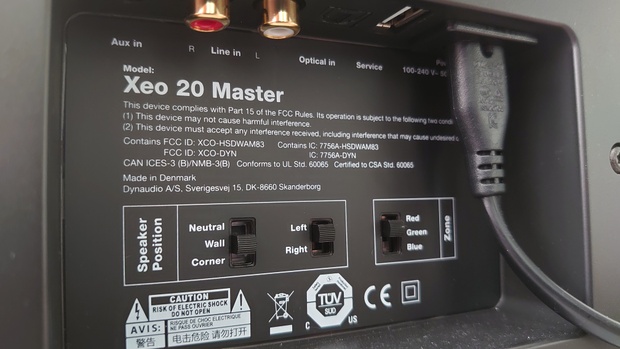 Aux in
R Line in L
Optical in
Service
100-240 V~
Model:
Xeo 20 Master
This device complies with Part 15 of the FCC Rules. Its operation is subject to the following two
(1) This device may not cause harmful interference.
(2) This device must accept any interference received, including interference that may cause undesired
Contains FCC ID: XCO-HSDWAM83 Contains IC: 7756A-HSDWAM83
FCC ID: XCO-DYN IC: 7756A-DYN
CAN ICES-3 (B)/NMB-3(B) Conforms to UL Std. 60065 Certified to CSA Std. 60065
Made in Denmark
Dynaudio A/S, Sverigesvej 15, DK-8660 Skanderborg
Speaker
Position
Neutral
Wall
Corner
Left
Right
Red
Green
Blue
Zone
CAUTION
RISK OF ELECTRIC SHOCK
DO NOT OPEN
AVIS:
RISQUE DE CHOC ELECTRIQUE
NE PAS OUVRIR
警告
电击危险 请勿打开
TÜV
SÜD
C US
CE